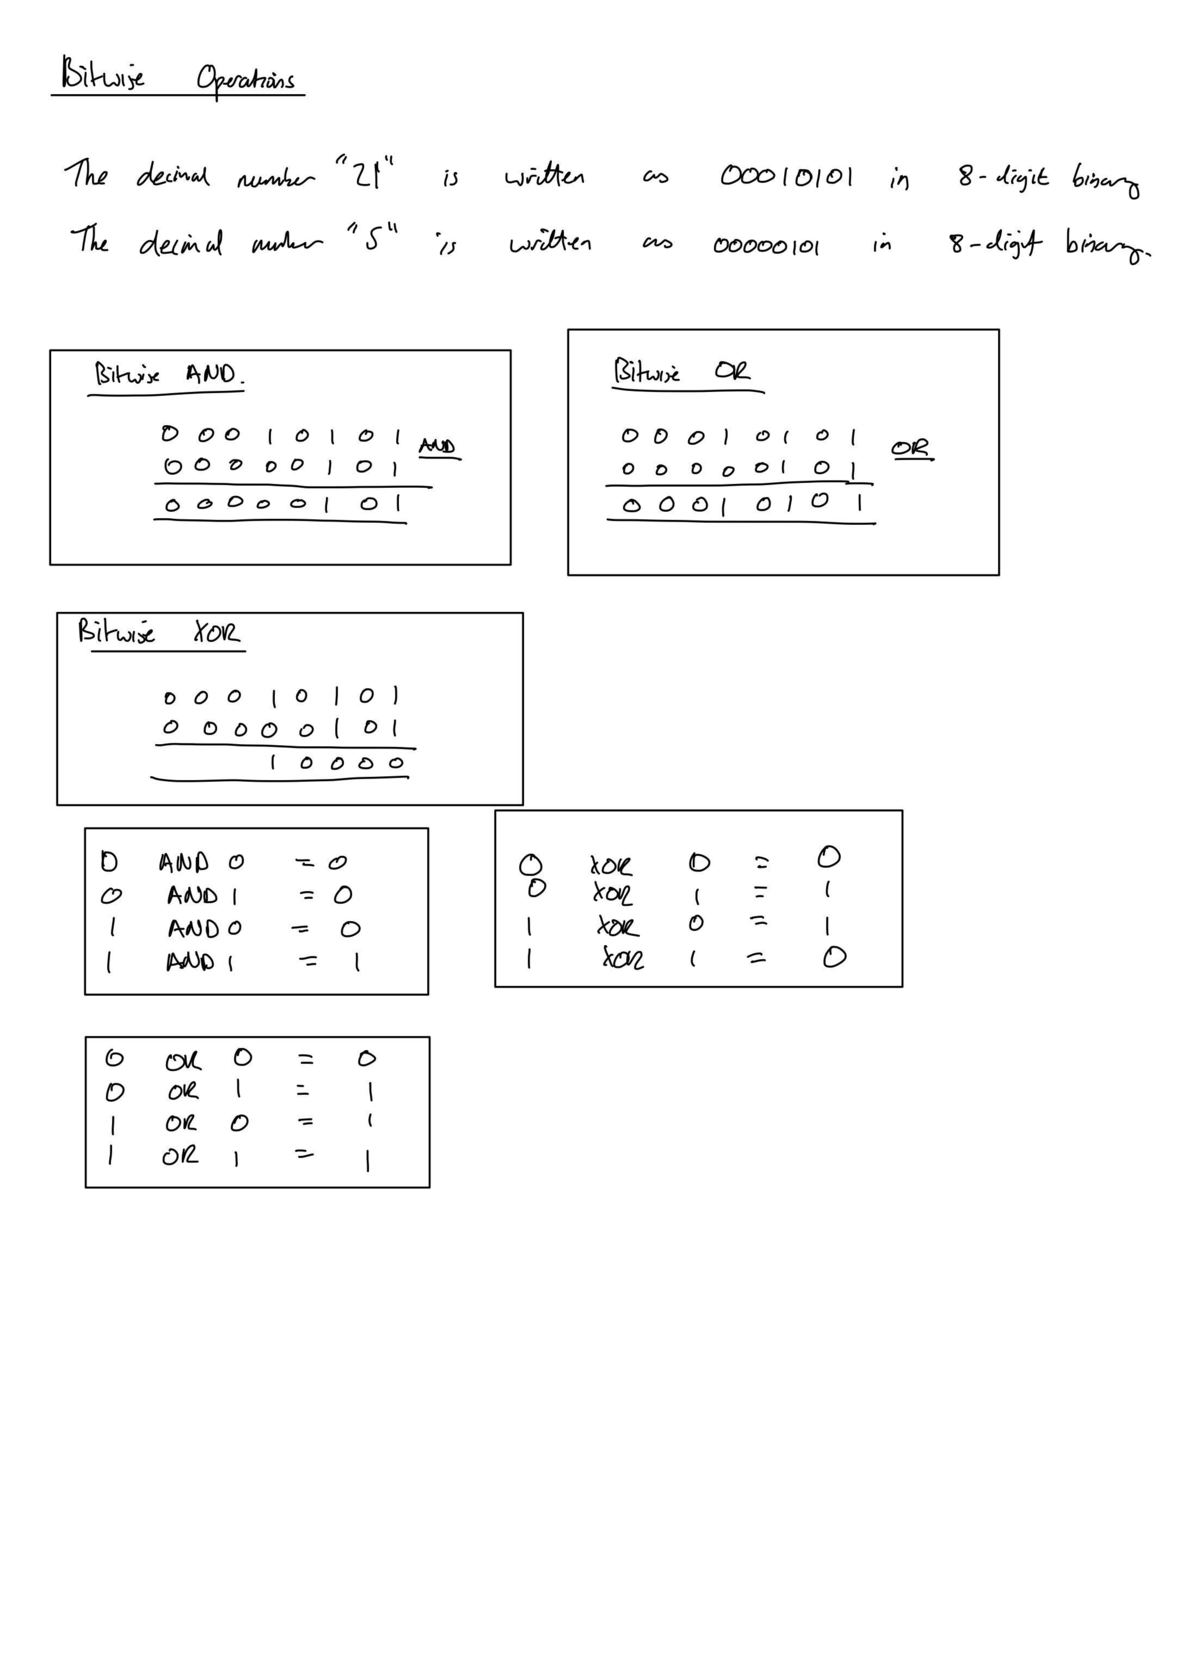 Bitwise Operations
The decimal number "21" is written as 00010101 in 8-digit binary
The decimal number "5" is written as 00000101 in 8-digit binary.
Bitwise AND.
0 0 0 1 0 1 0 1 AND
0 0 0 0 0 1 0 1
0 0 0 0 0 1 0 1
Bitwise OR
0 0 0 1 0 1 0 1
0 0 0 0 0 1 0 1 OR
0 0 0 1 0 1 0 1
Bitwise XOR
0 0 0 1 0 1 0 1
0 0 0 0 0 1 0 1
1 0 0 0 0
0 AND 0 = 0
0 AND 1 = 0
1 AND 0 = 0
1 AND 1 = 1
0 XOR 0 = 0
0 XOR 1 = 1
1 XOR 0 = 1
1 XOR 1 = 0
0 OR 0 = 0
0 OR 1 = 1
1 OR 0 = 1
1 OR 1 = 1